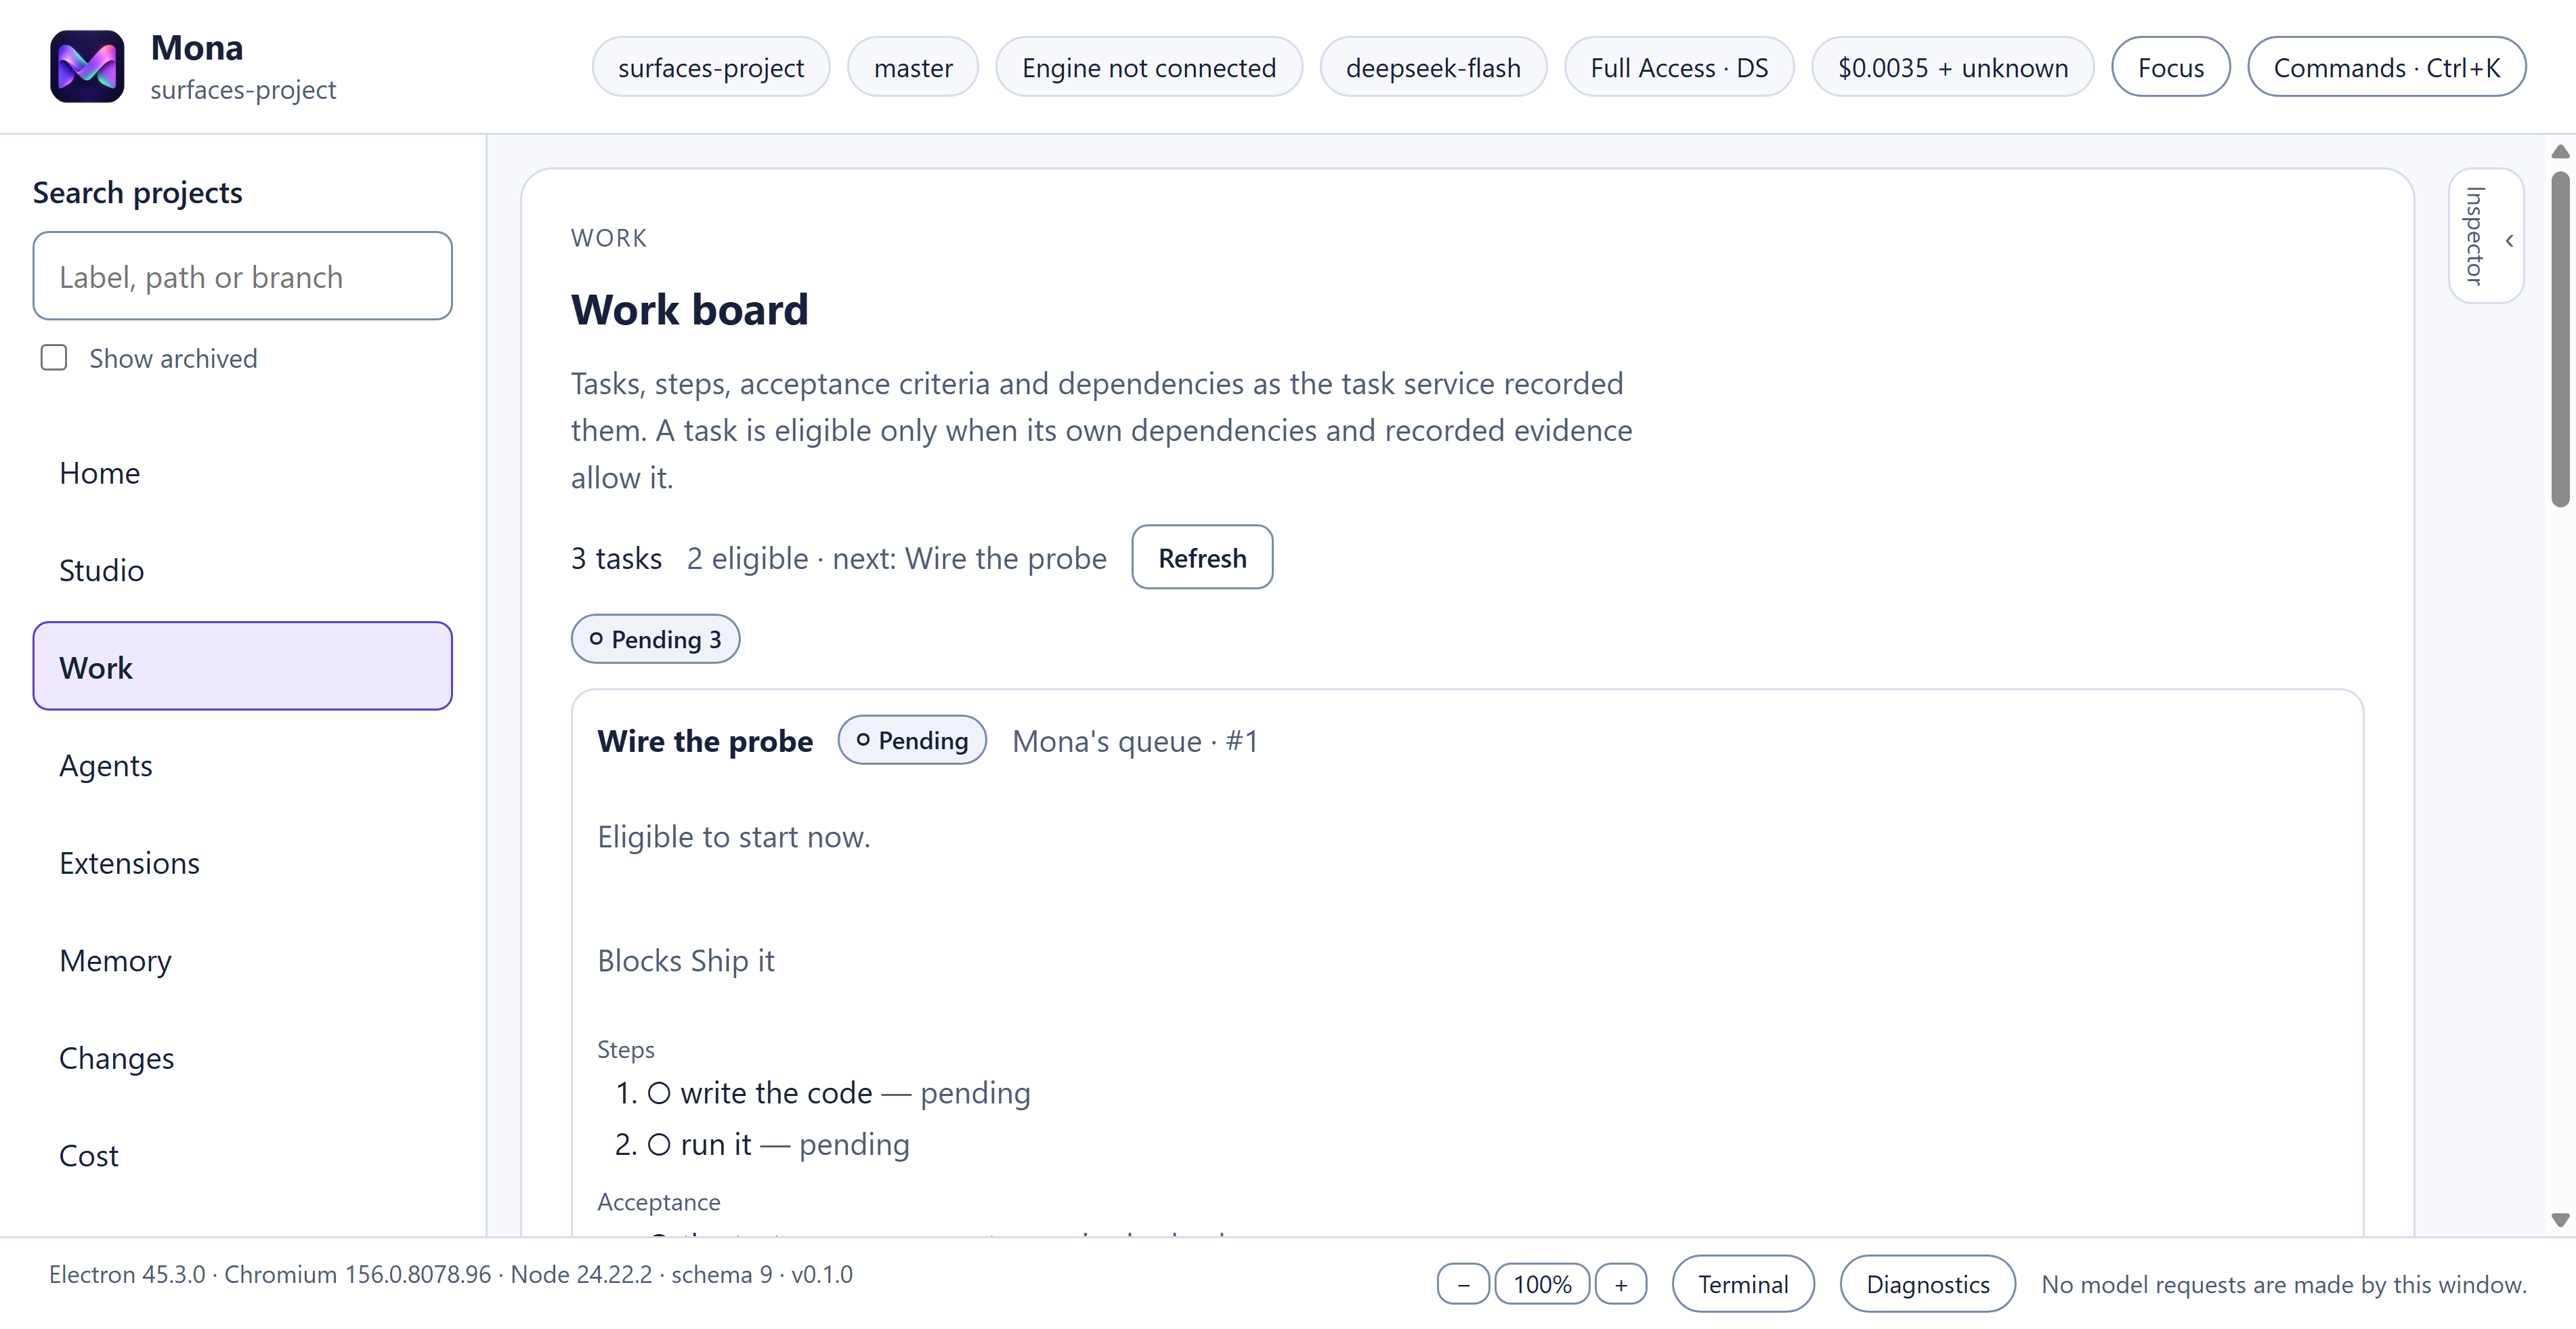 Mona
surfaces-project
surfaces-project
master
Engine not connected
deepseek-flash
Full Access · DS
$0.0035 + unknown
Focus
Commands · Ctrl+K
Search projects
Label, path or branch
Show archived
Home
Studio
Work
Agents
Extensions
Memory
Changes
Cost
WORK
Work board
Tasks, steps, acceptance criteria and dependencies as the task service recorded
them. A task is eligible only when its own dependencies and recorded evidence
allow it.
3 tasks 2 eligible · next: Wire the probe Refresh
Pending 3
Wire the probe Pending Mona's queue · #1
Eligible to start now.
Blocks Ship it
Steps
1. write the code — pending
2. run it — pending
Acceptance
Inspector ‹
Electron 45.3.0 · Chromium 156.0.8078.96 · Node 24.22.2 · schema 9 · v0.1.0
− 100% +
Terminal
Diagnostics
No model requests are made by this window.